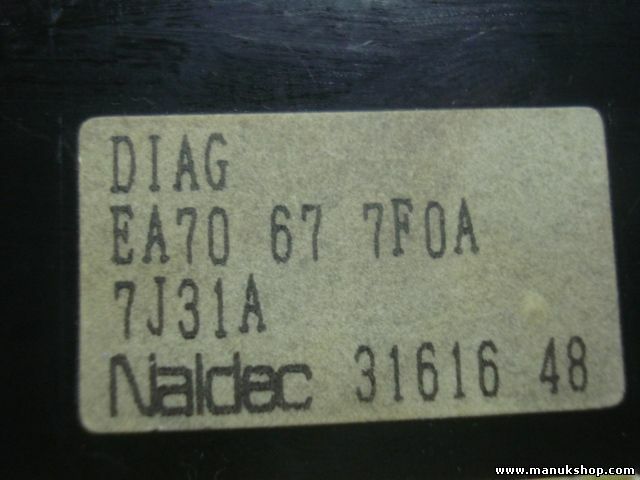 DIAG
EA70 67 7F0A
7J31A
Naldec 31616 48
www.manukshop.com